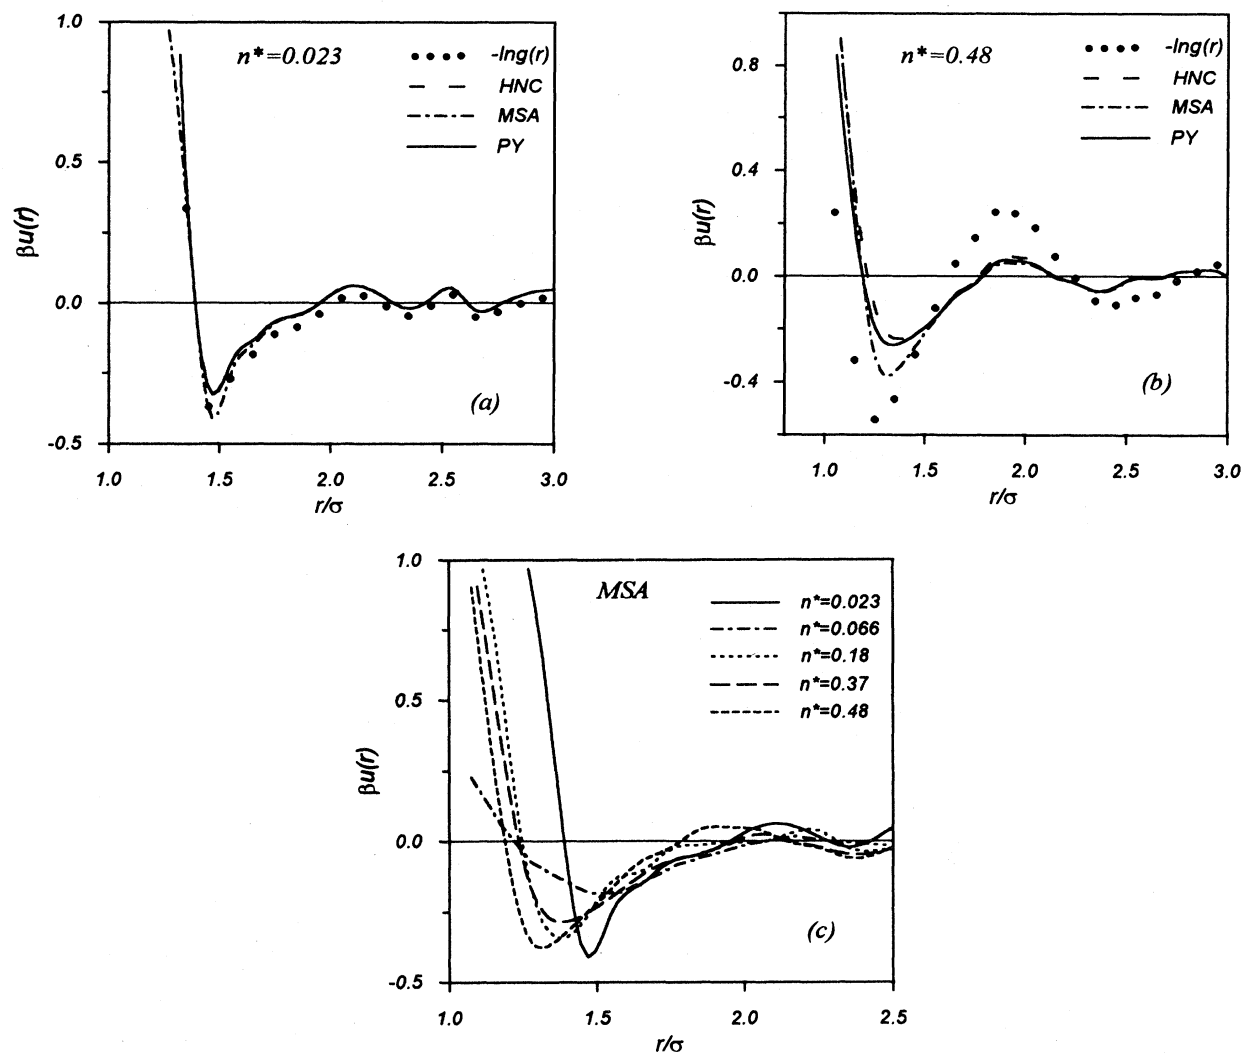 1.0
0.5
0.0
-0.5
βu(r)
n*=0.023
-lng(r)
HNC
MSA
PY
(a)
1.0
1.5
2.0
2.5
3.0
r/σ
0.8
0.4
0.0
-0.4
βu(r)
n*=0.48
-lng(r)
HNC
MSA
PY
(b)
1.0
1.5
2.0
2.5
3.0
r/σ
1.0
0.5
0.0
-0.5
βu(r)
MSA
n*=0.023
n*=0.066
n*=0.18
n*=0.37
n*=0.48
(c)
1.0
1.5
2.0
2.5
r/σ